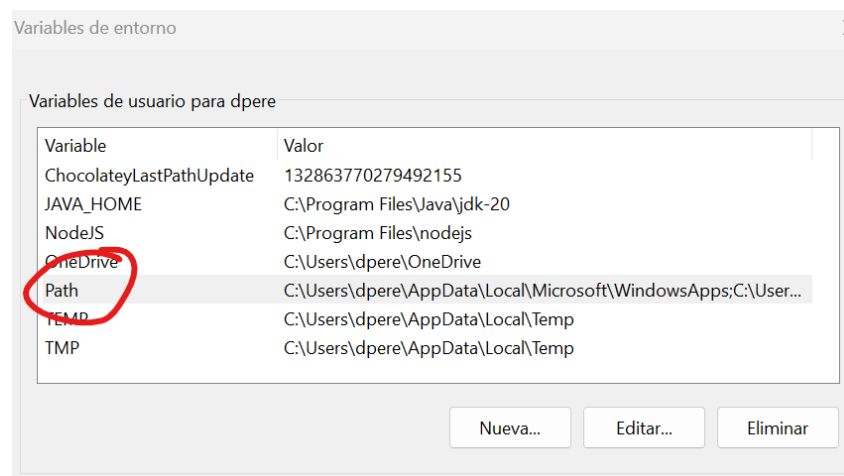 Variables de entorno
Variables de usuario para dpere
Variable Valor
ChocolateyLastPathUpdate 132863770279492155
JAVA_HOME C:\Program Files\Java\jdk-20
NodeJS C:\Program Files\nodejs
OneDrive C:\Users\dpere\OneDrive
Path C:\Users\dpere\AppData\Local\Microsoft\WindowsApps;C:\User...
TEMP C:\Users\dpere\AppData\Local\Temp
TMP C:\Users\dpere\AppData\Local\Temp
Nueva... Editar... Eliminar